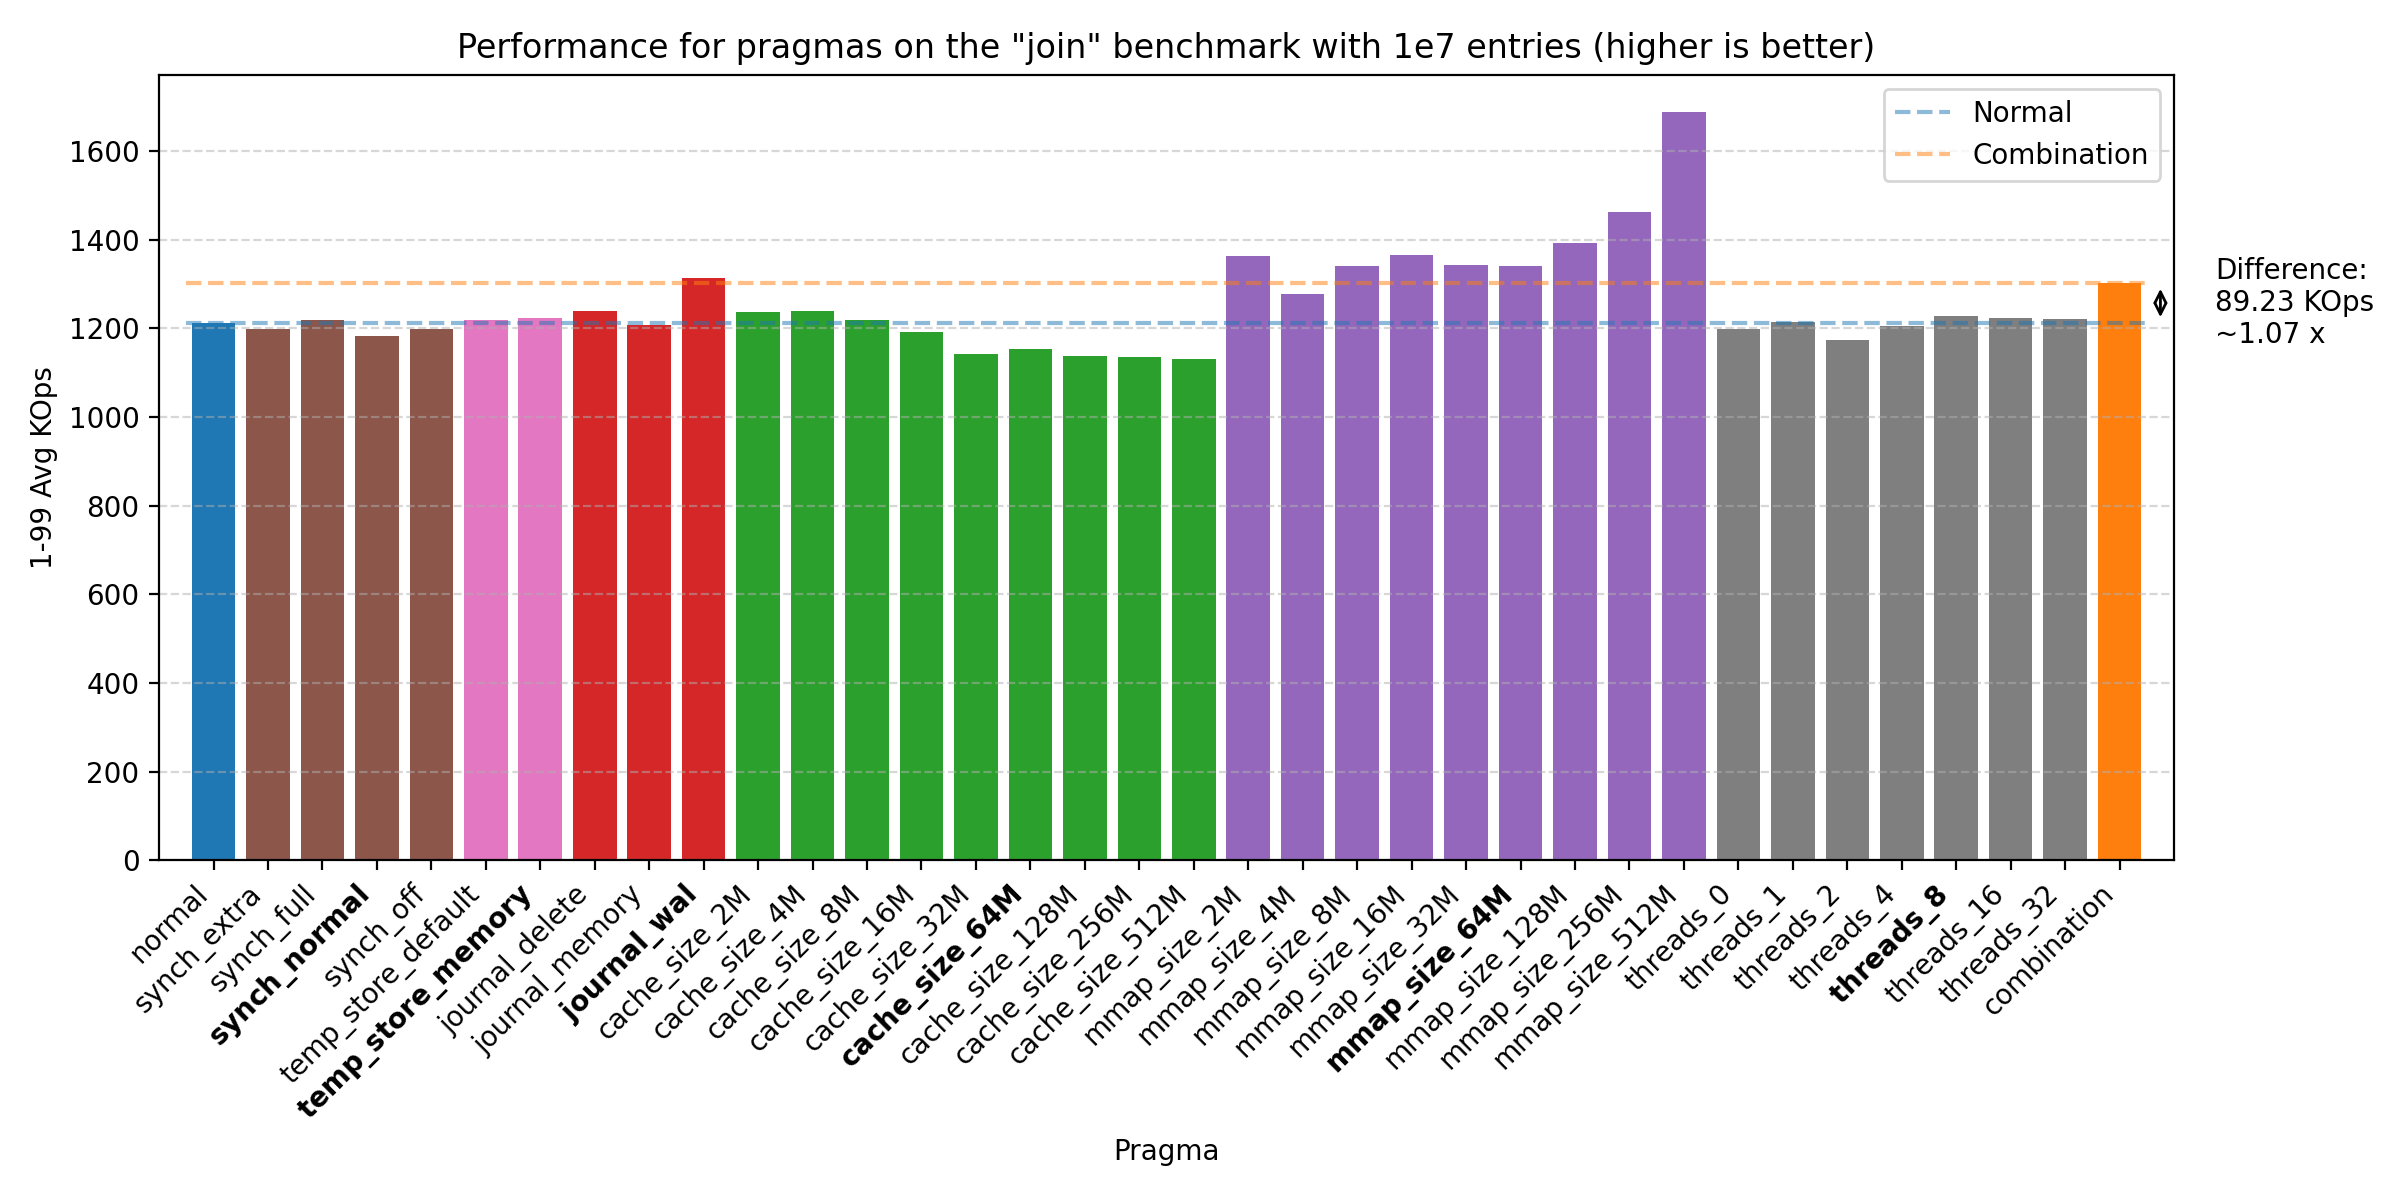 Performance for pragmas on the "join" benchmark with 1e7 entries (higher is better)
Normal
Combination
1-99 Avg KOps
1600
1400
1200
1000
800
600
400
200
0
Difference:
89.23 KOps
~1.07 x
normal
synch_extra
synch_full
synch_normal
synch_off
temp_store_default
temp_store_memory
journal_delete
journal_memory
journal_wal
cache_size_2M
cache_size_4M
cache_size_8M
cache_size_16M
cache_size_32M
cache_size_64M
cache_size_128M
cache_size_256M
cache_size_512M
mmap_size_2M
mmap_size_4M
mmap_size_8M
mmap_size_16M
mmap_size_32M
mmap_size_64M
mmap_size_128M
mmap_size_256M
mmap_size_512M
threads_0
threads_1
threads_2
threads_4
threads_8
threads_16
threads_32
combination
Pragma